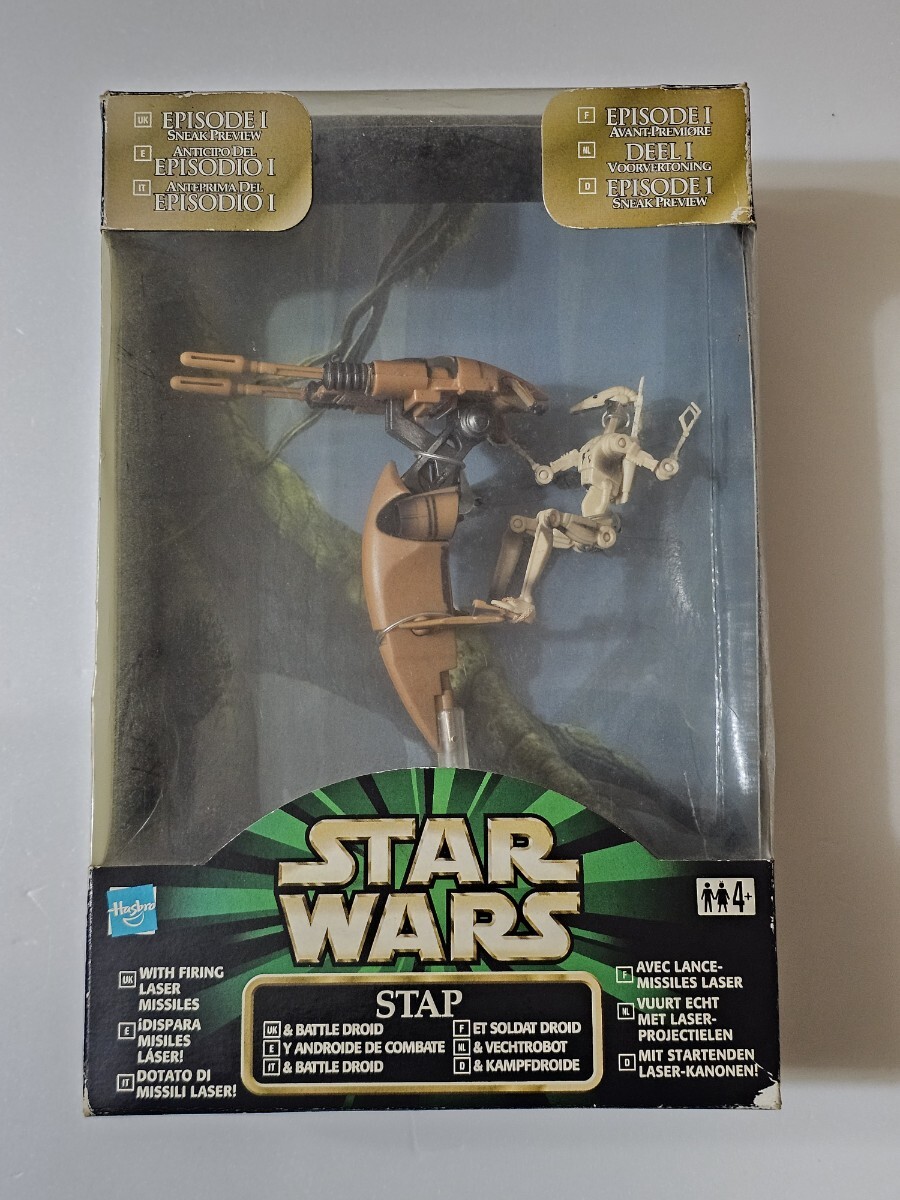 UK EPISODE I
SNEAK PREVIEW
E ANTICIPO DEL
EPISODIO I
IT ANTEPRIMA DEL
EPISODIO I
F EPISODE I
AVANT-PREMIØRE
NL DEEL I
VOORVERTONING
D EPISODE I
SNEAK PREVIEW
STAR
WARS
Hasbro
4+
UK WITH FIRING
LASER
MISSILES
E ¡DISPARA
MISILES
LÁSER!
IT DOTATO DI
MISSILI LASER!
STAP
UK & BATTLE DROID
E Y ANDROIDE DE COMBATE
IT & BATTLE DROID
F ET SOLDAT DROID
NL & VECHTROBOT
D & KAMPFDROIDE
F AVEC LANCE-
MISSILES LASER
NL VUURT ECHT
MET LASER-
PROJECTIELEN
D MIT STARTENDEN
LASER-KANONEN!